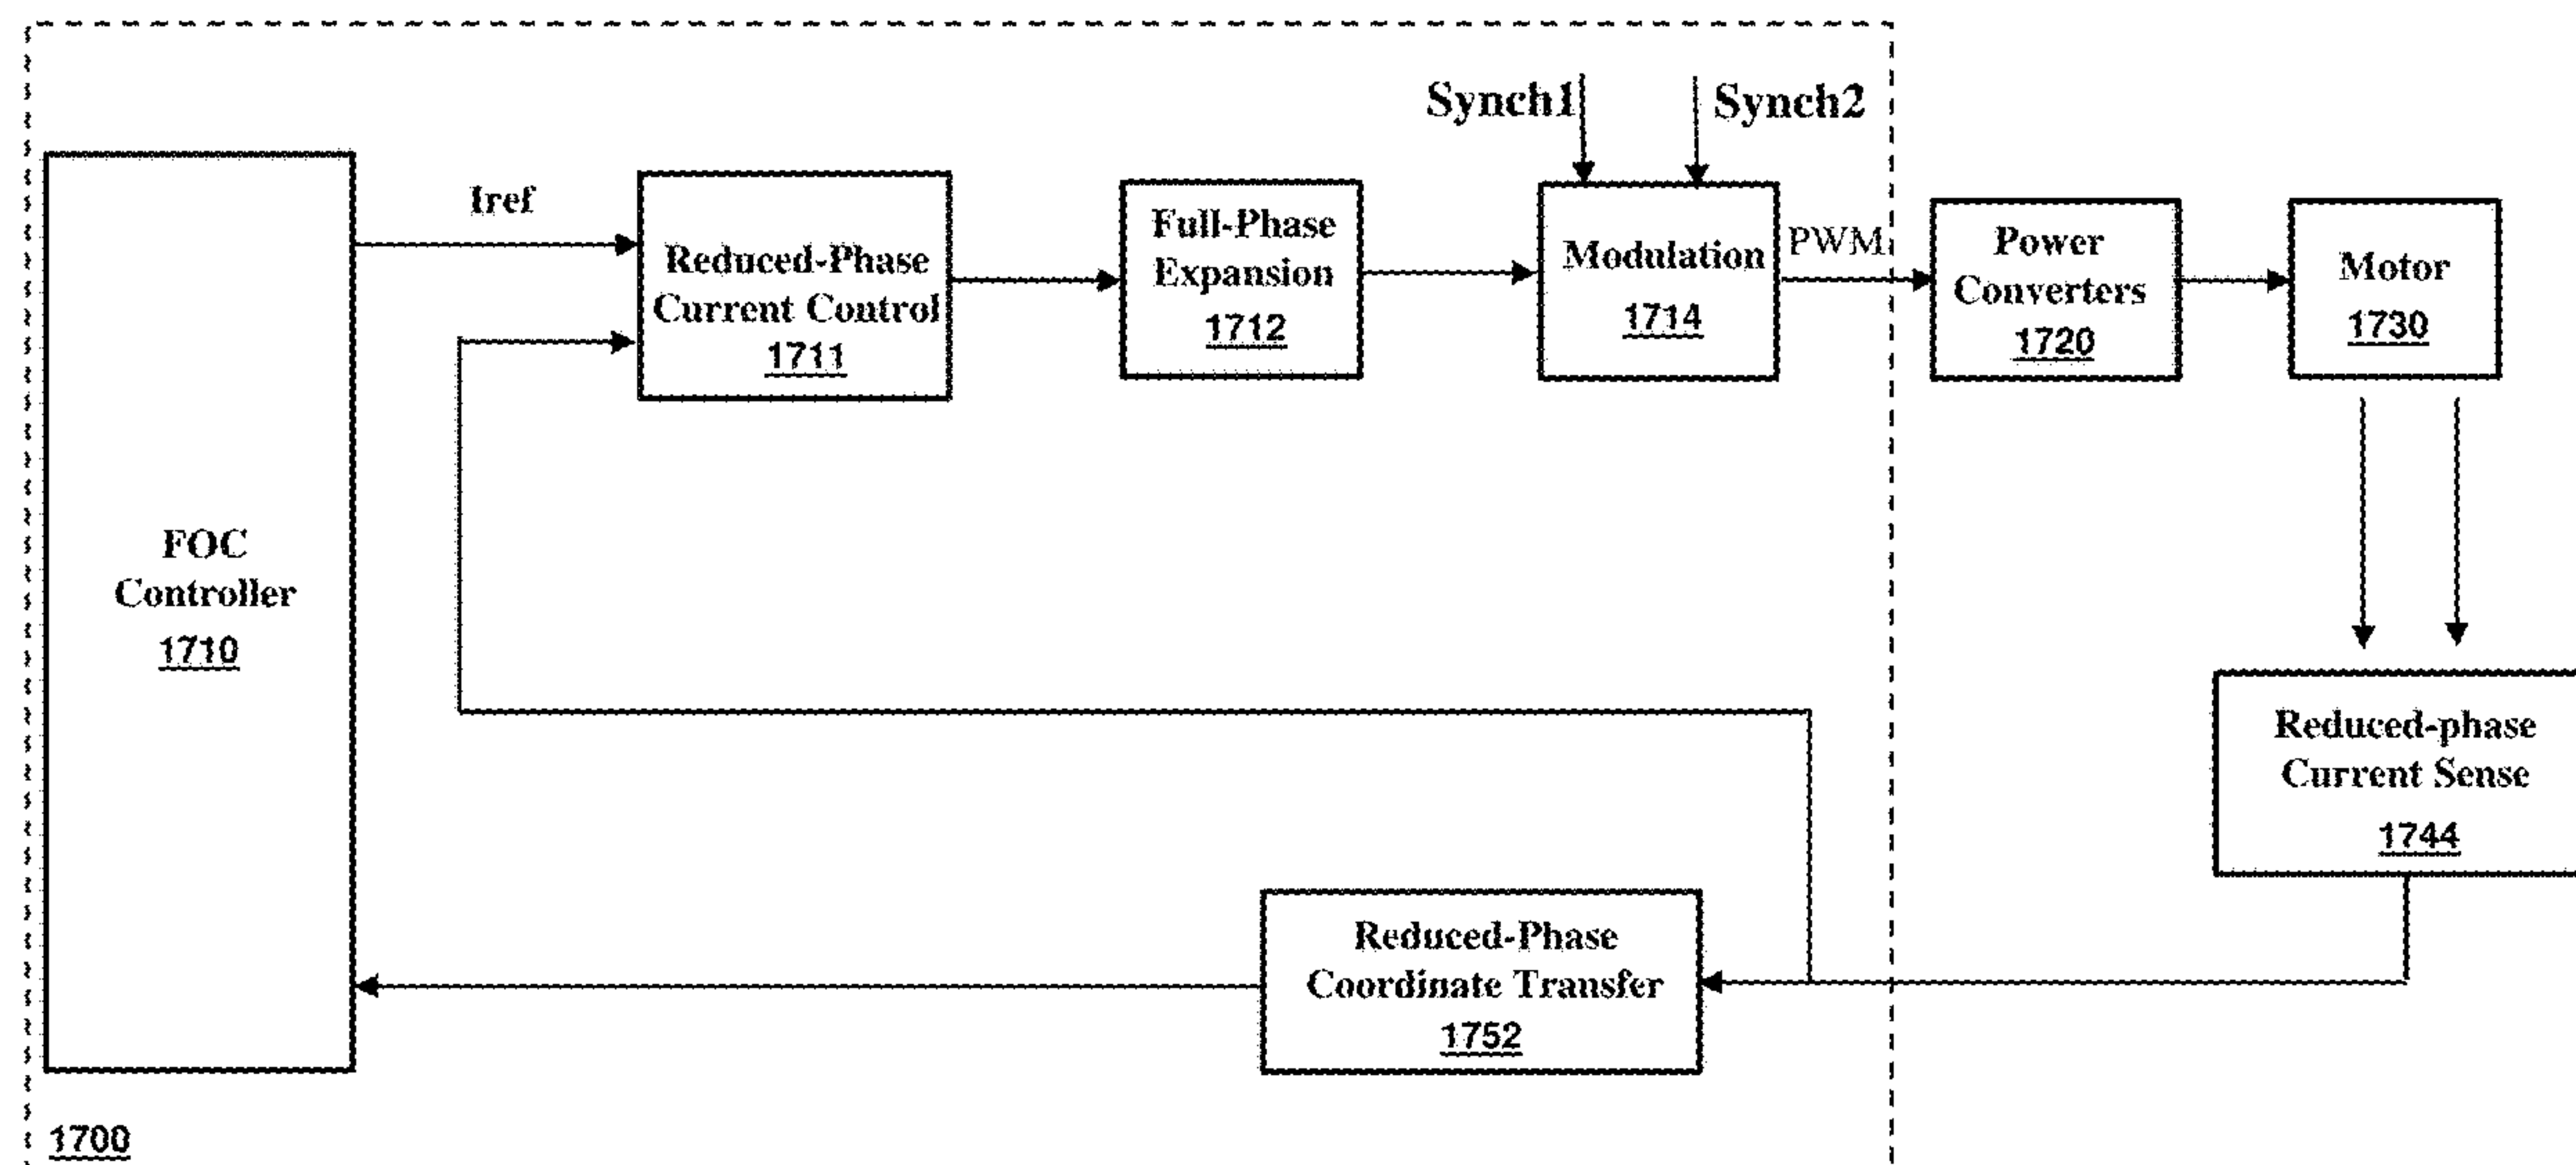 Synch1
Synch2
Iref
Reduced-Phase
Current Control
1711
Full-Phase
Expansion
1712
Modulation
1714
PWM
Power
Converters
1720
Motor
1730
FOC
Controller
1710
Reduced-phase
Current Sense
1744
Reduced-Phase
Coordinate Transfer
1752
1700